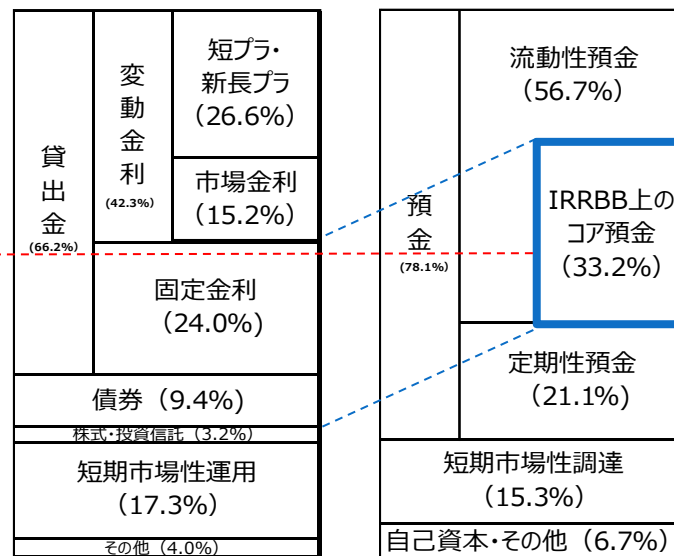 貸出金
(66.2%)
変動金利
(42.3%)
短プラ・
新長プラ
（26.6%）
市場金利
（15.2%）
固定金利
（24.0%）
債券（9.4%）
株式・投資信託（3.2%）
短期市場性運用
（17.3%）
その他（4.0%）
預金
(78.1%)
流動性預金
（56.7%）
IRRBB上の
コア預金
（33.2%）
定期性預金
（21.1%）
短期市場性調達
（15.3%）
自己資本・その他（6.7%）